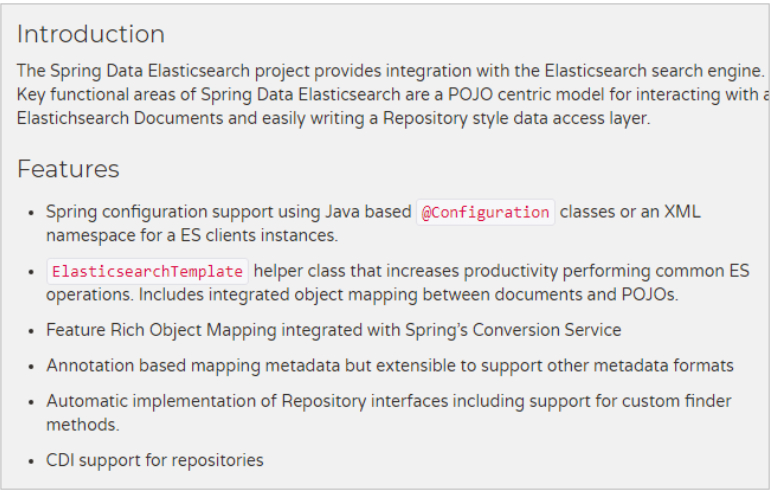 Introduction
The Spring Data Elasticsearch project provides integration with the Elasticsearch search engine.
Key functional areas of Spring Data Elasticsearch are a POJO centric model for interacting with a
Elastichsearch Documents and easily writing a Repository style data access layer.
Features
• Spring configuration support using Java based @Configuration classes or an XML
namespace for a ES clients instances.
• ElasticsearchTemplate helper class that increases productivity performing common ES
operations. Includes integrated object mapping between documents and POJOs.
• Feature Rich Object Mapping integrated with Spring's Conversion Service
• Annotation based mapping metadata but extensible to support other metadata formats
• Automatic implementation of Repository interfaces including support for custom finder
methods.
• CDI support for repositories